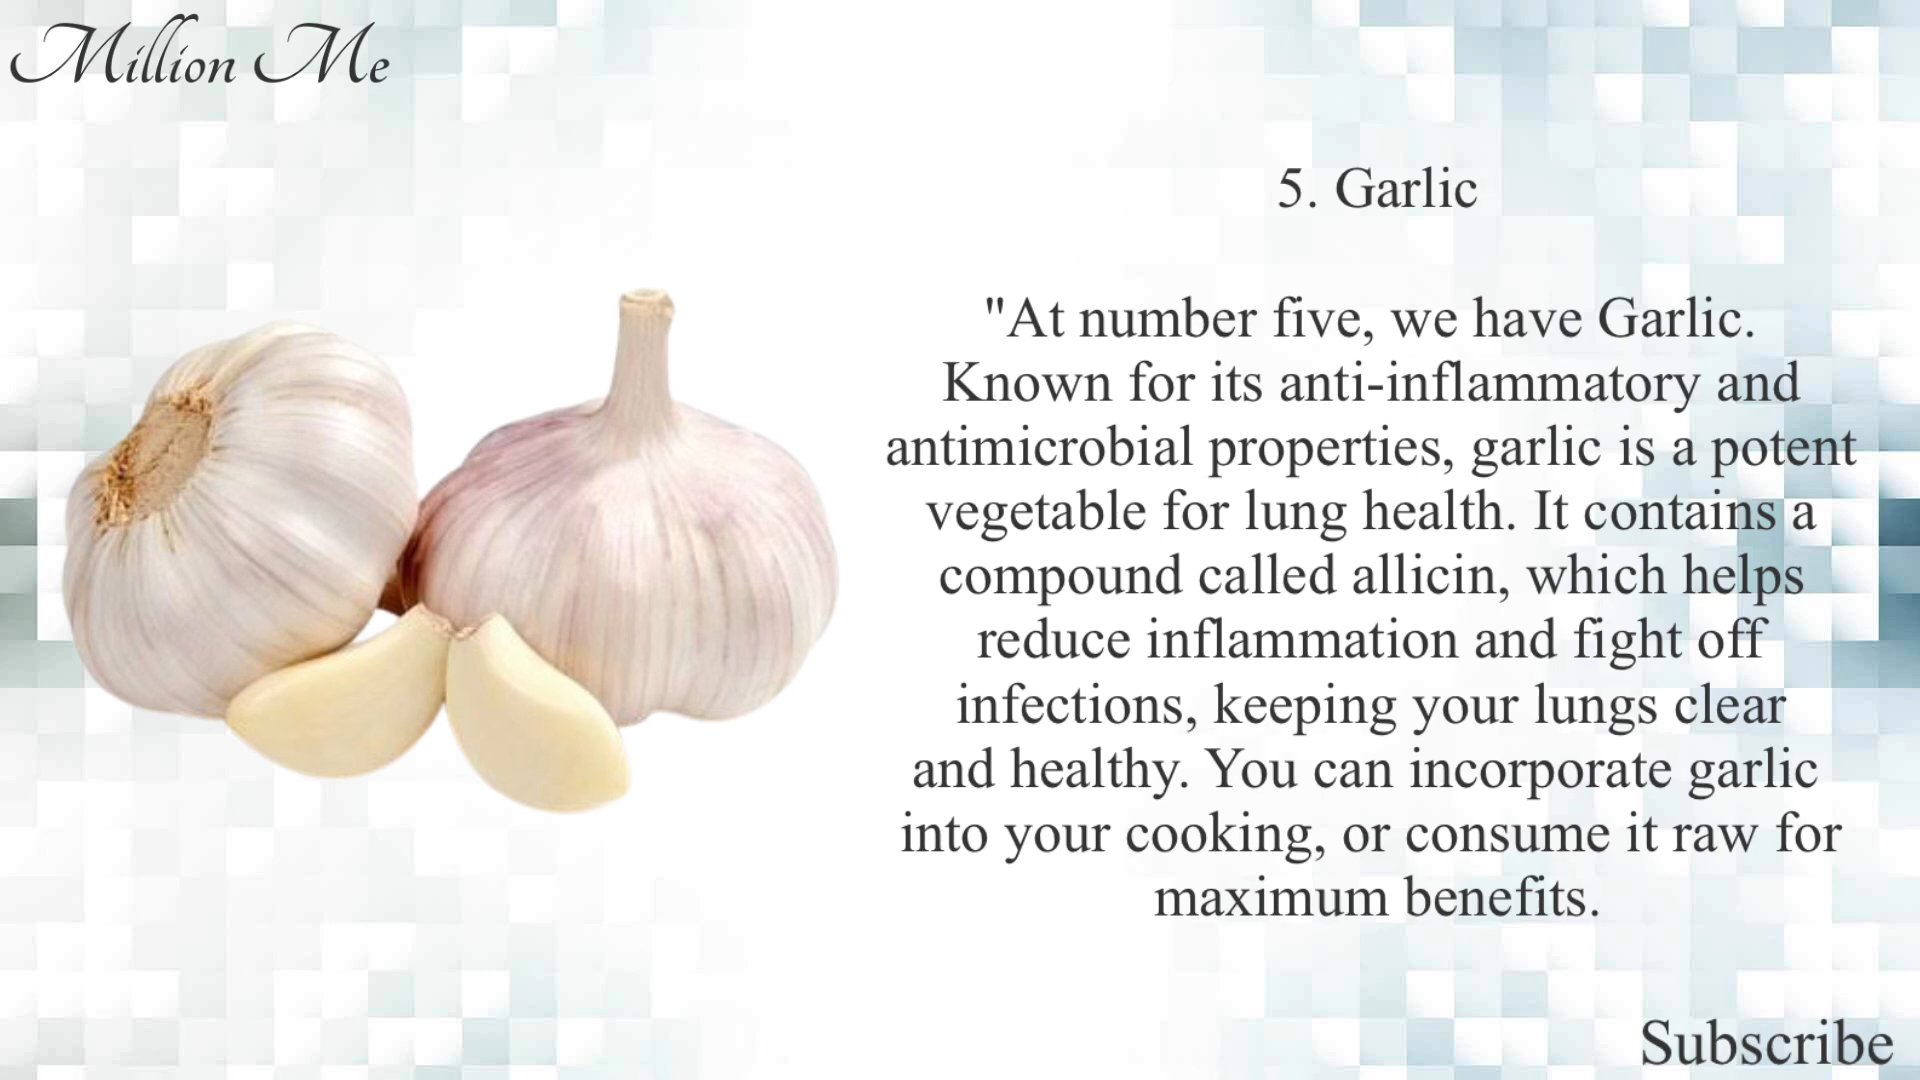 Million Me
5. Garlic
"At number five, we have Garlic.
Known for its anti-inflammatory and
antimicrobial properties, garlic is a potent
vegetable for lung health. It contains a
compound called allicin, which helps
reduce inflammation and fight off
infections, keeping your lungs clear
and healthy. You can incorporate garlic
into your cooking, or consume it raw for
maximum benefits.
Subscribe